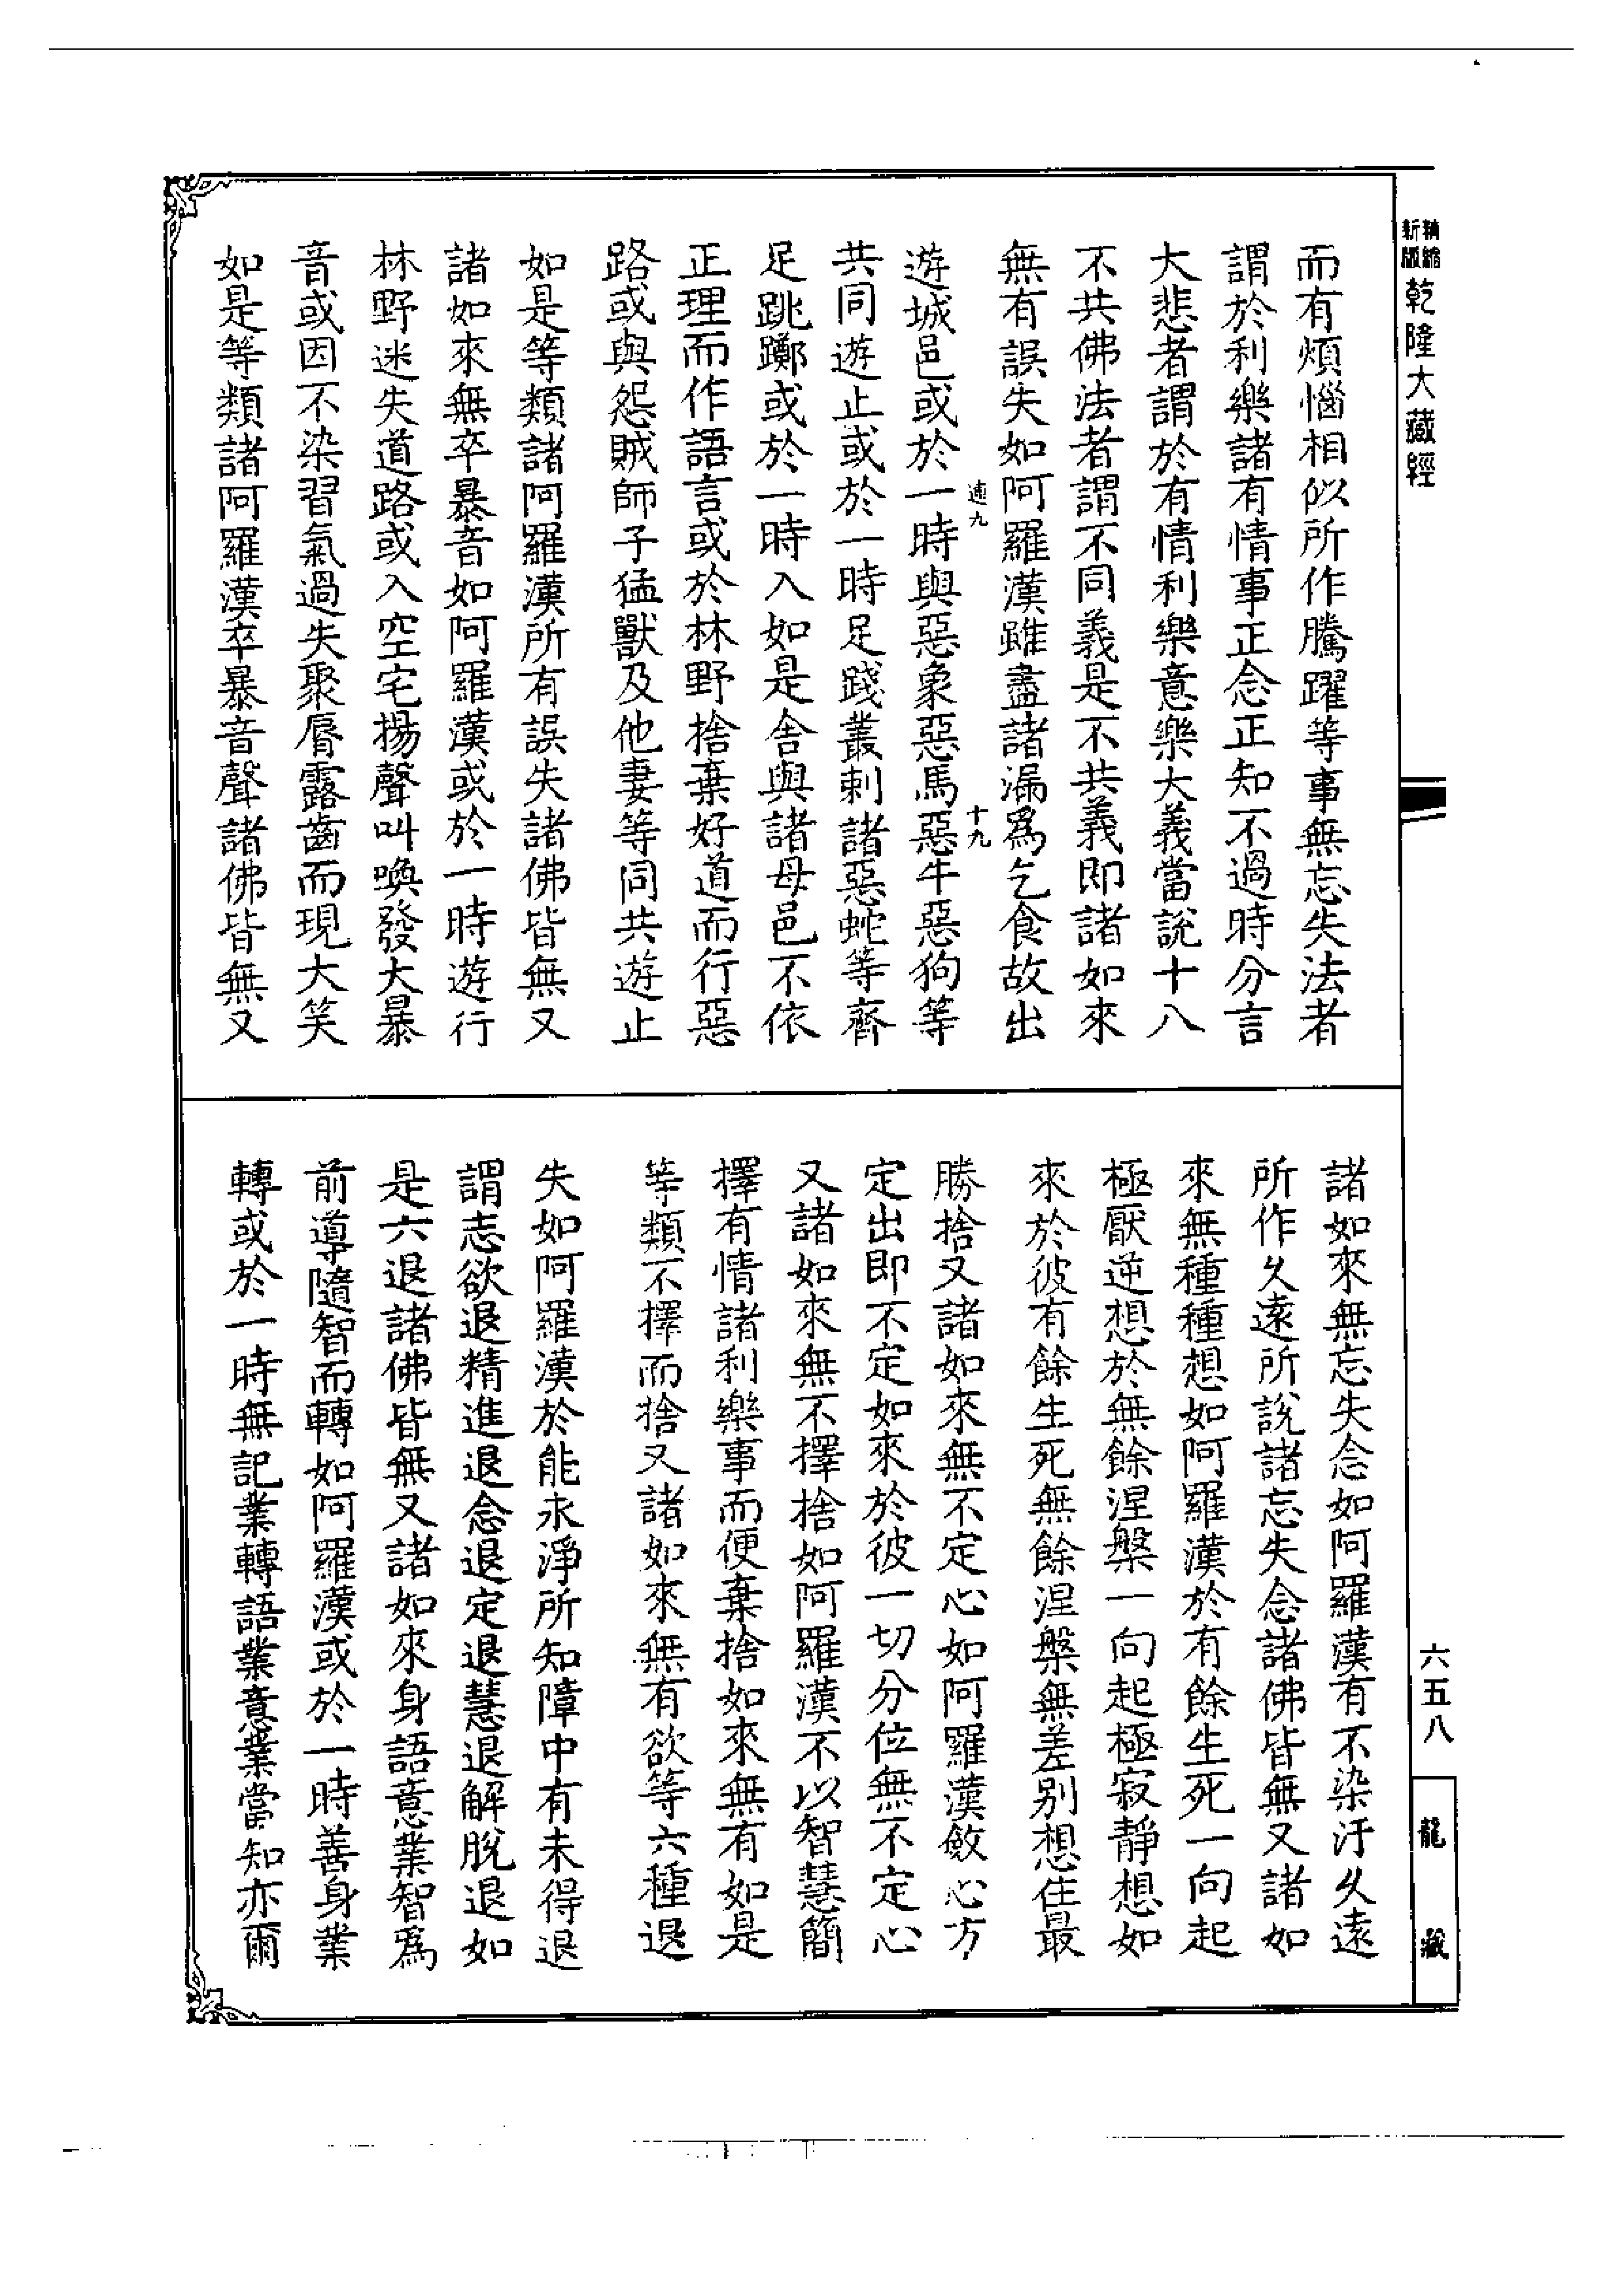 精縮
新版
乾隆大藏經
而有煩惱相似所作騰躍等事無忘失法者
謂於利樂諸有情事正念正知不過時分言
大悲者謂於有情利樂意樂大義當說十八
不共佛法者謂不同義是不共義即諸如來
無有誤失如阿羅漢雖盡諸漏爲乞食故出
十九
遊城邑或於一時與惡象惡馬惡牛惡狗等
共同遊止或於一時足踐叢刺諸惡蛇等齊
足跳躑或於一時入如是舍與諸母邑不依
正理而作語言或於林野捨棄好道而行惡
路或與怨賊師子猛獸及他妻等同共遊止
如是等類諸阿羅漢所有誤失諸佛皆無又
諸如來無卒暴音如阿羅漢或於一時遊行
林野迷失道路或入空宅揚聲叫喚發大暴
音或因不染習氣過失聚脣露齒而現大笑
如是等類諸阿羅漢卒暴音聲諸佛皆無又
諸如來無忘失念如阿羅漢有不染汙久遠
所作久遠所說諸忘失念諸佛皆無又諸如
來無種種想如阿羅漢於有餘生死一向起
極厭逆想於無餘涅槃一向起極寂靜想如
來於彼有餘生死無餘涅槃無差別想住最
勝捨又諸如來無不定心如阿羅漢斂心方
定出即不定如來於彼一切分位無不定心
又諸如來無不擇捨如阿羅漢不以智慧簡
擇有情諸利樂事而便棄捨如來無有如是
等類不擇而捨又諸如來無有欲等六種退
失如阿羅漢於能永淨所知障中有未得退
謂志欲退精進退念退定退慧退解脫退如
是六退諸佛皆無又諸如來身語意業智爲
前導隨智而轉如阿羅漢或於一時善身業
轉或於一時無記業轉語業意業當知亦爾
六五八
龍藏